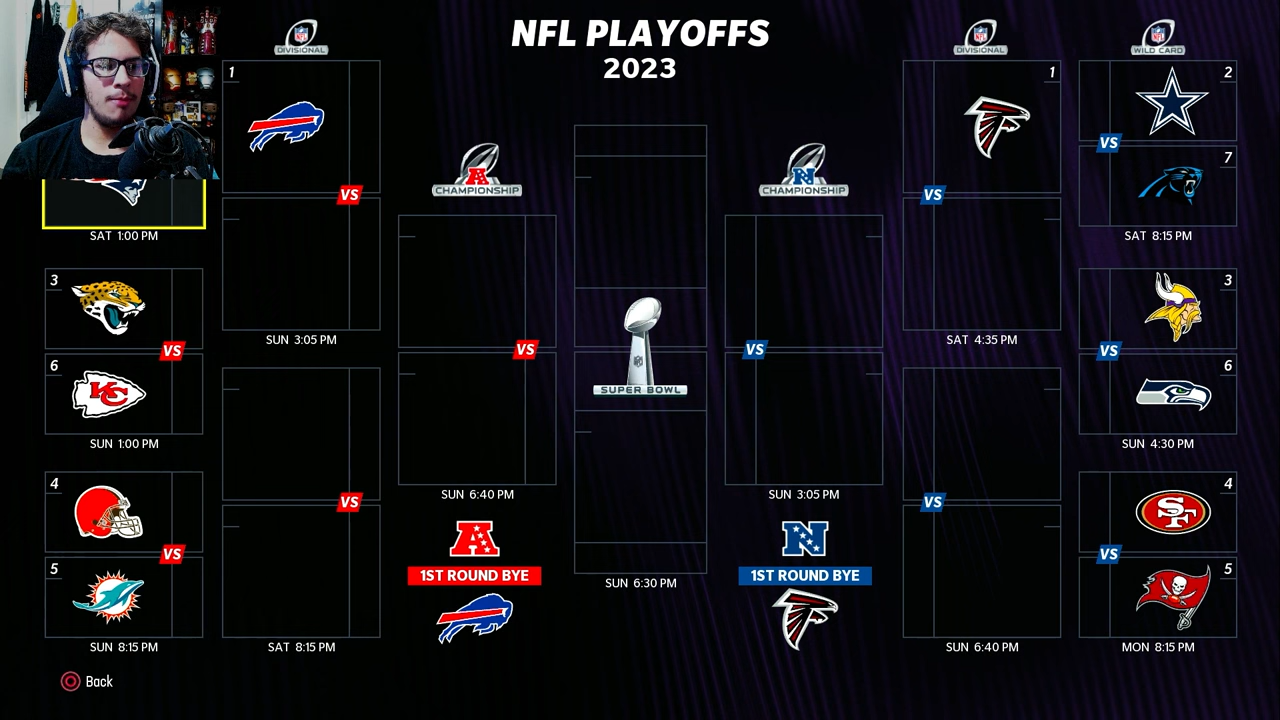 NFL PLAYOFFS
2023
DIVISIONAL
DIVISIONAL
WILD CARD
1
VS
SAT 1:00 PM
3
VS
6
SUN 1:00 PM
4
VS
5
SUN 8:15 PM
SUN 3:05 PM
VS
SAT 8:15 PM
A
CHAMPIONSHIP
VS
SUN 6:40 PM
A
1ST ROUND BYE
NFL
SUPER BOWL
SUN 6:30 PM
N
CHAMPIONSHIP
VS
SUN 3:05 PM
N
1ST ROUND BYE
1
VS
SAT 4:35 PM
VS
SUN 6:40 PM
2
VS
7
SAT 8:15 PM
3
VS
6
SUN 4:30 PM
4
SF
VS
5
MON 8:15 PM
KC
Back